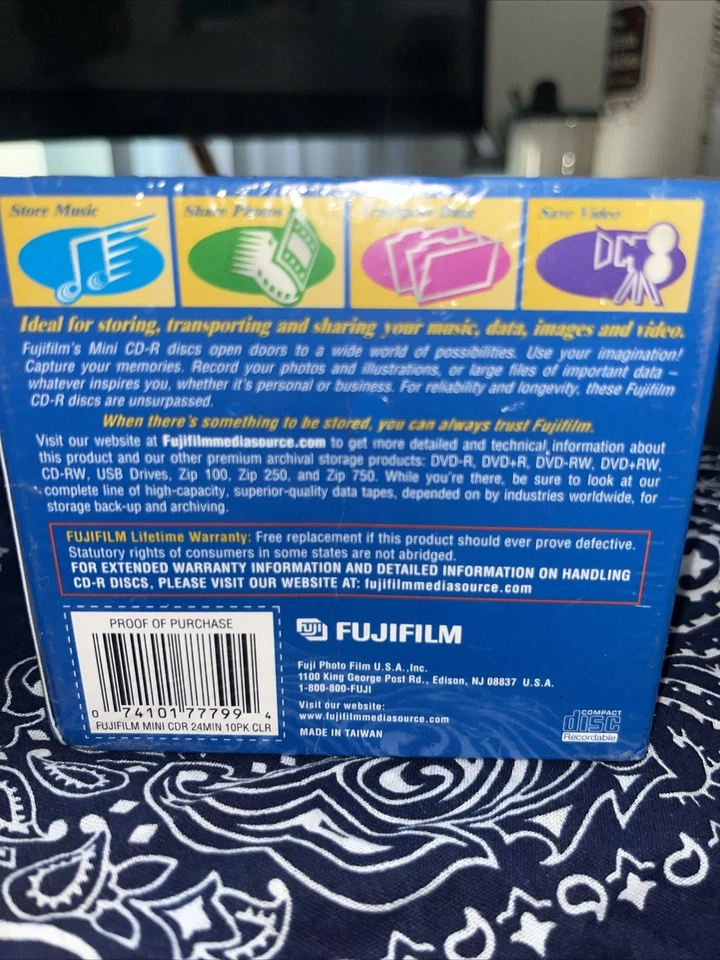 Store Music
Share Photos
Transport Data
Save Video
Ideal for storing, transporting and sharing your music, data, images and video.
Fujifilm's Mini CD-R discs open doors to a wide world of possibilities. Use your imagination!
Capture your memories. Record your photos and illustrations, or large files of important data –
whatever inspires you, whether it's personal or business. For reliability and longevity, these Fujifilm
CD-R discs are unsurpassed.
When there's something to be stored, you can always trust Fujifilm.
Visit our website at Fujifilmmediasource.com to get more detailed and technical information about
this product and our other premium archival storage products: DVD-R, DVD+R, DVD-RW, DVD+RW,
CD-RW, USB Drives, Zip 100, Zip 250, and Zip 750. While you're there, be sure to look at our
complete line of high-capacity, superior-quality data tapes, depended on by industries worldwide, for
storage back-up and archiving.
FUJIFILM Lifetime Warranty: Free replacement if this product should ever prove defective.
Statutory rights of consumers in some states are not abridged.
FOR EXTENDED WARRANTY INFORMATION AND DETAILED INFORMATION ON HANDLING
CD-R DISCS, PLEASE VISIT OUR WEBSITE AT: fujifilmmediasource.com
PROOF OF PURCHASE
0 74101 77799 4
FUJIFILM MINI CDR 24MIN 10PK CLR
FUJI FUJIFILM
Fuji Photo Film U.S.A., Inc.
1100 King George Post Rd., Edison, NJ 08837 U.S.A.
1-800-800-FUJI
Visit our website:
www.fujifilmmediasource.com
MADE IN TAIWAN
COMPACT
disc
Recordable